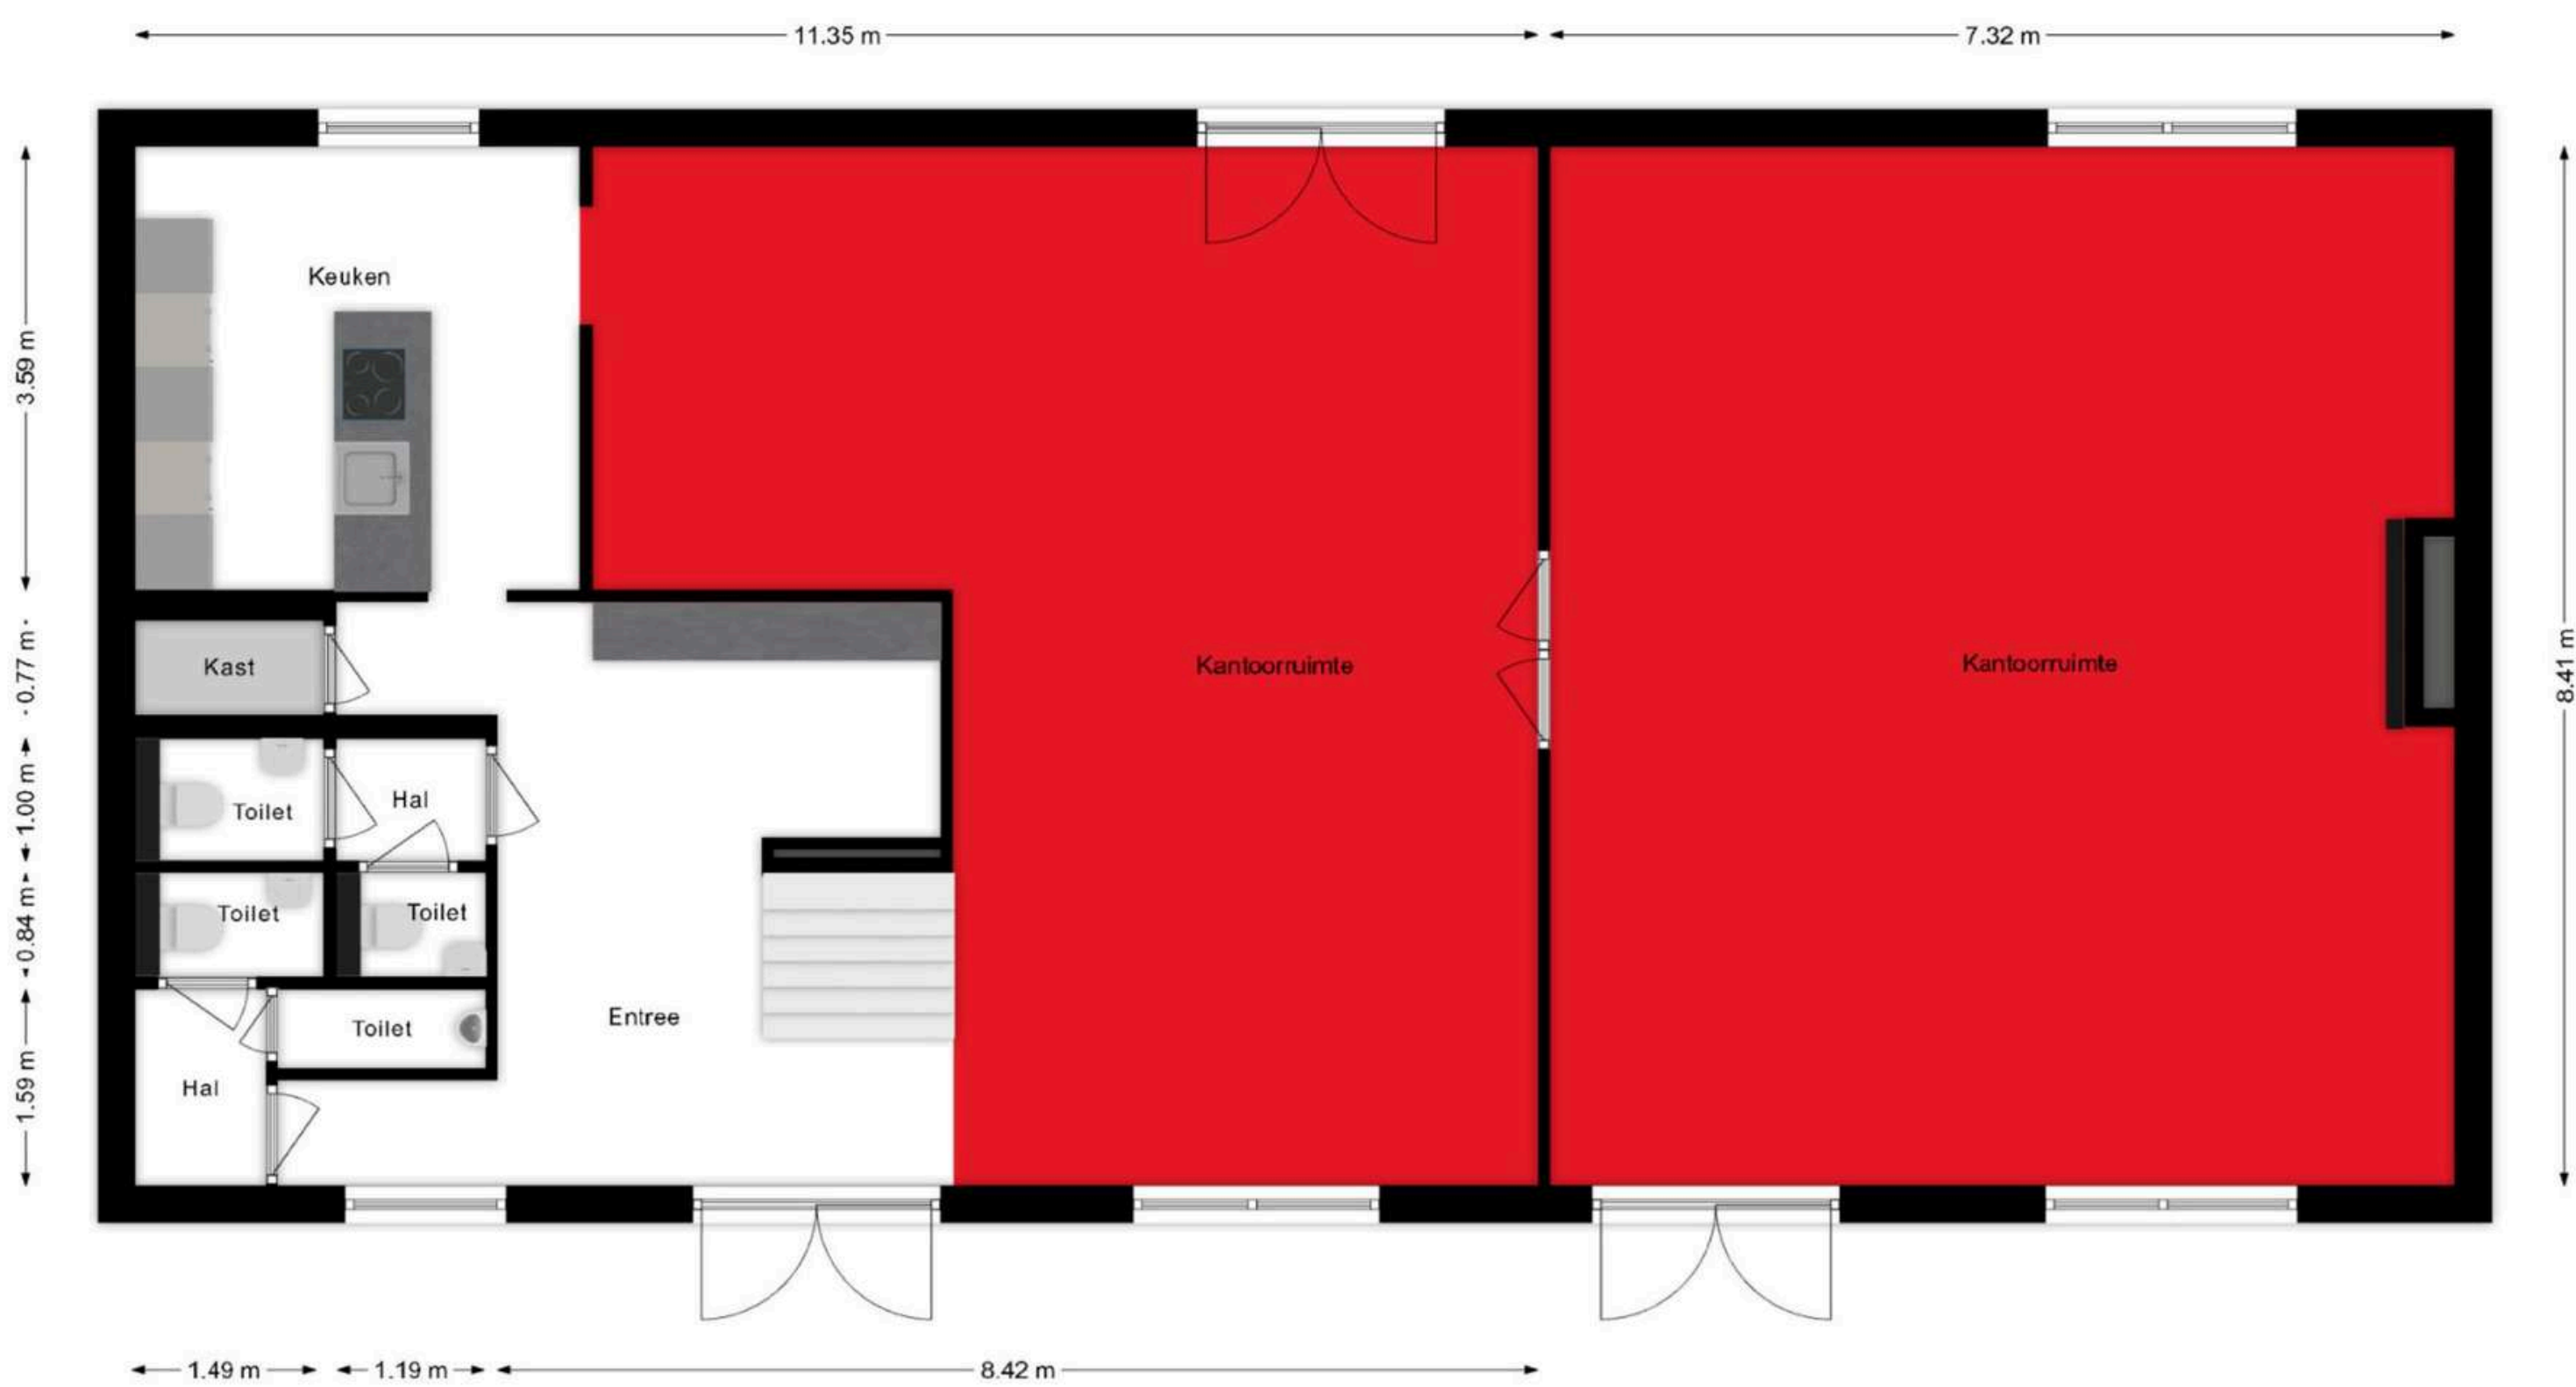 11.35 m
7.32 m
Keuken
3.59 m
Kast
Kantoorruimte
Kantoorruimte
0.77 m
8.41 m
Toilet
Hal
1.00 m
Toilet
Toilet
0.84 m
Toilet
Entree
Hal
1.59 m
1.49 m
1.19 m
8.42 m